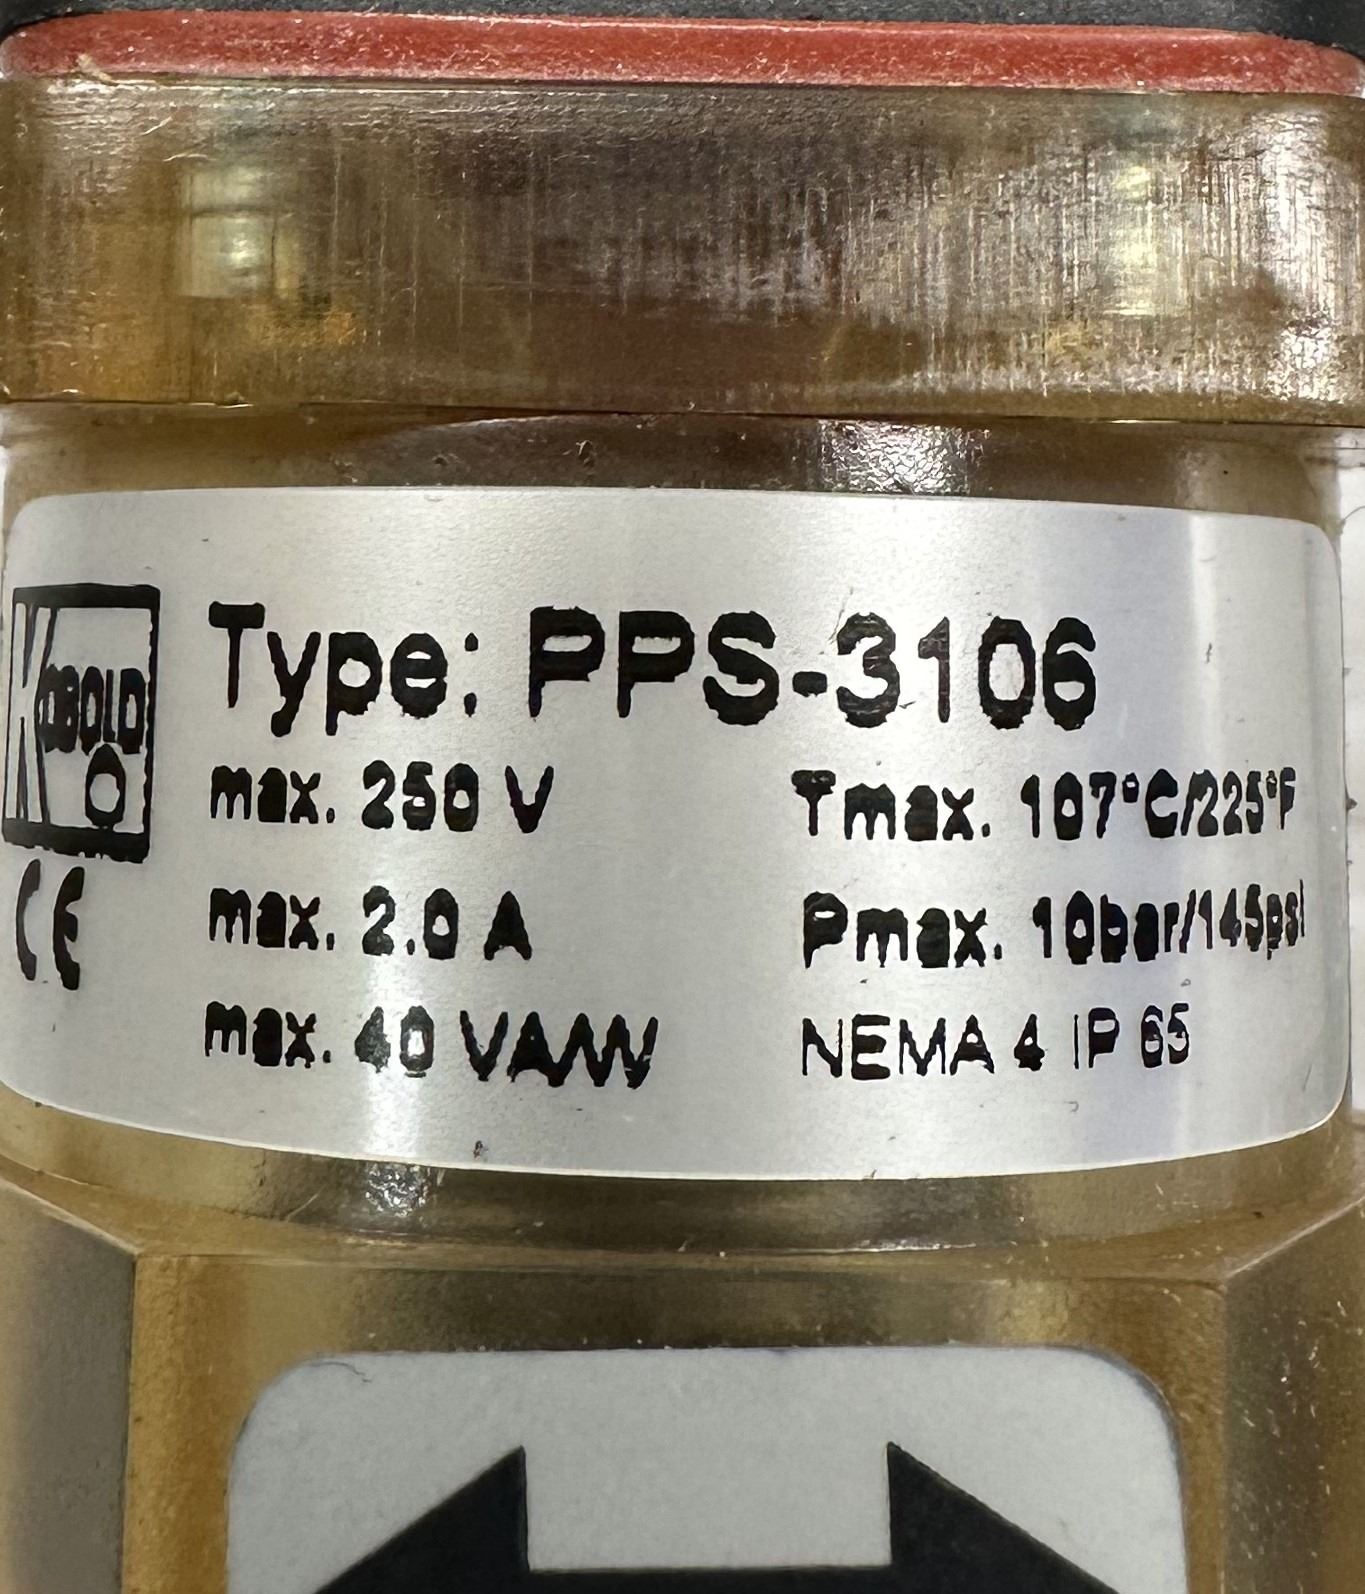 KOBOLD
Type: PPS-3106
max. 250 V
Tmax. 107°C/225°F
CE
max. 2.0 A
Pmax. 10bar/145psi
max. 40 VA/W
NEMA 4 IP 65